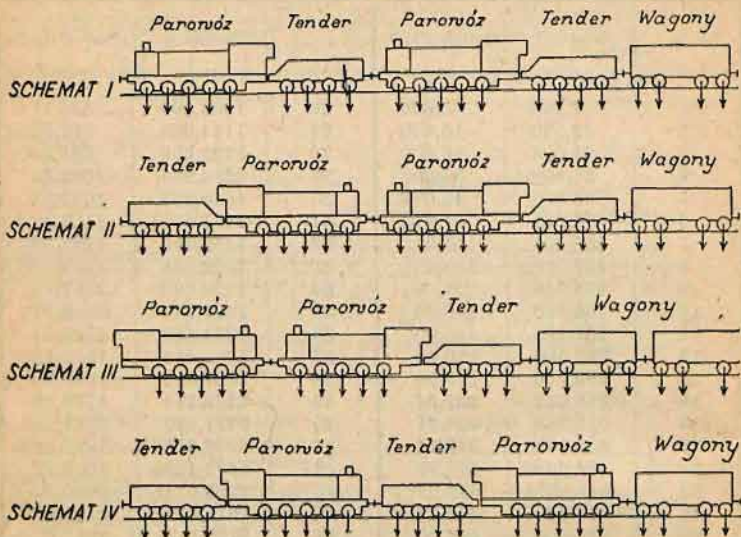 Parowóz Tender Parowóz Tender Wagony
SCHEMAT I
Tender Parowóz Parowóz Tender Wagony
SCHEMAT II
Parowóz Parowóz Tender Wagony
SCHEMAT III
Tender Parowóz Tender Parowóz Wagony
SCHEMAT IV